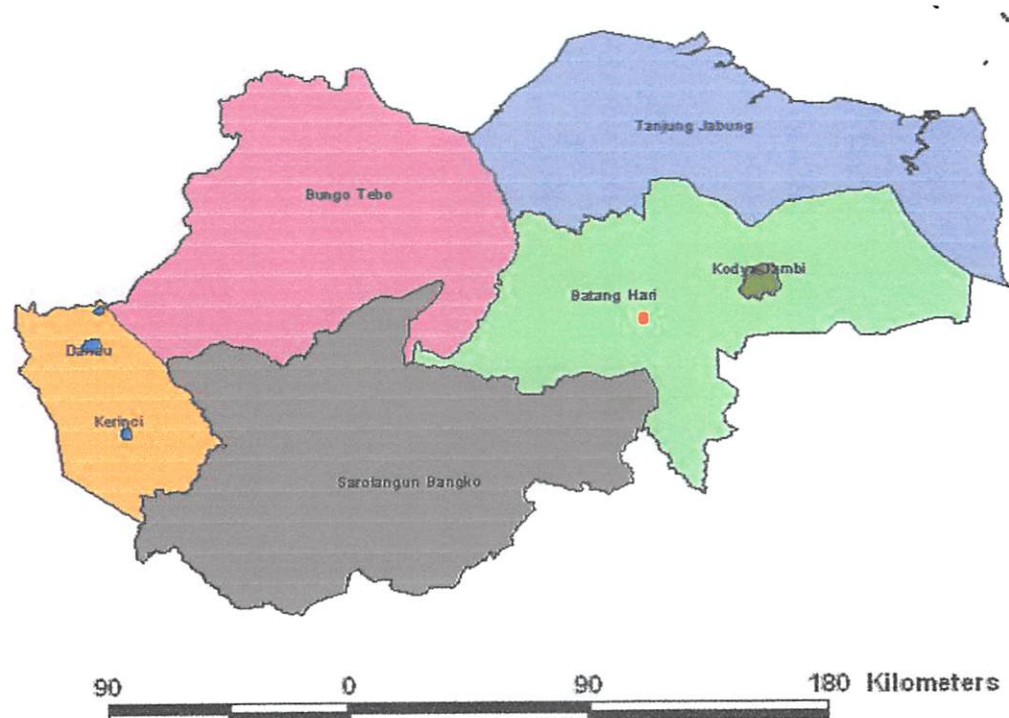 Tanjung Jabung
Bungo Tebo
Kodya Jambi
Batang Hari
Danau
Kerinci
Sarolangun Bangko
90 0 90 180 Kilometers